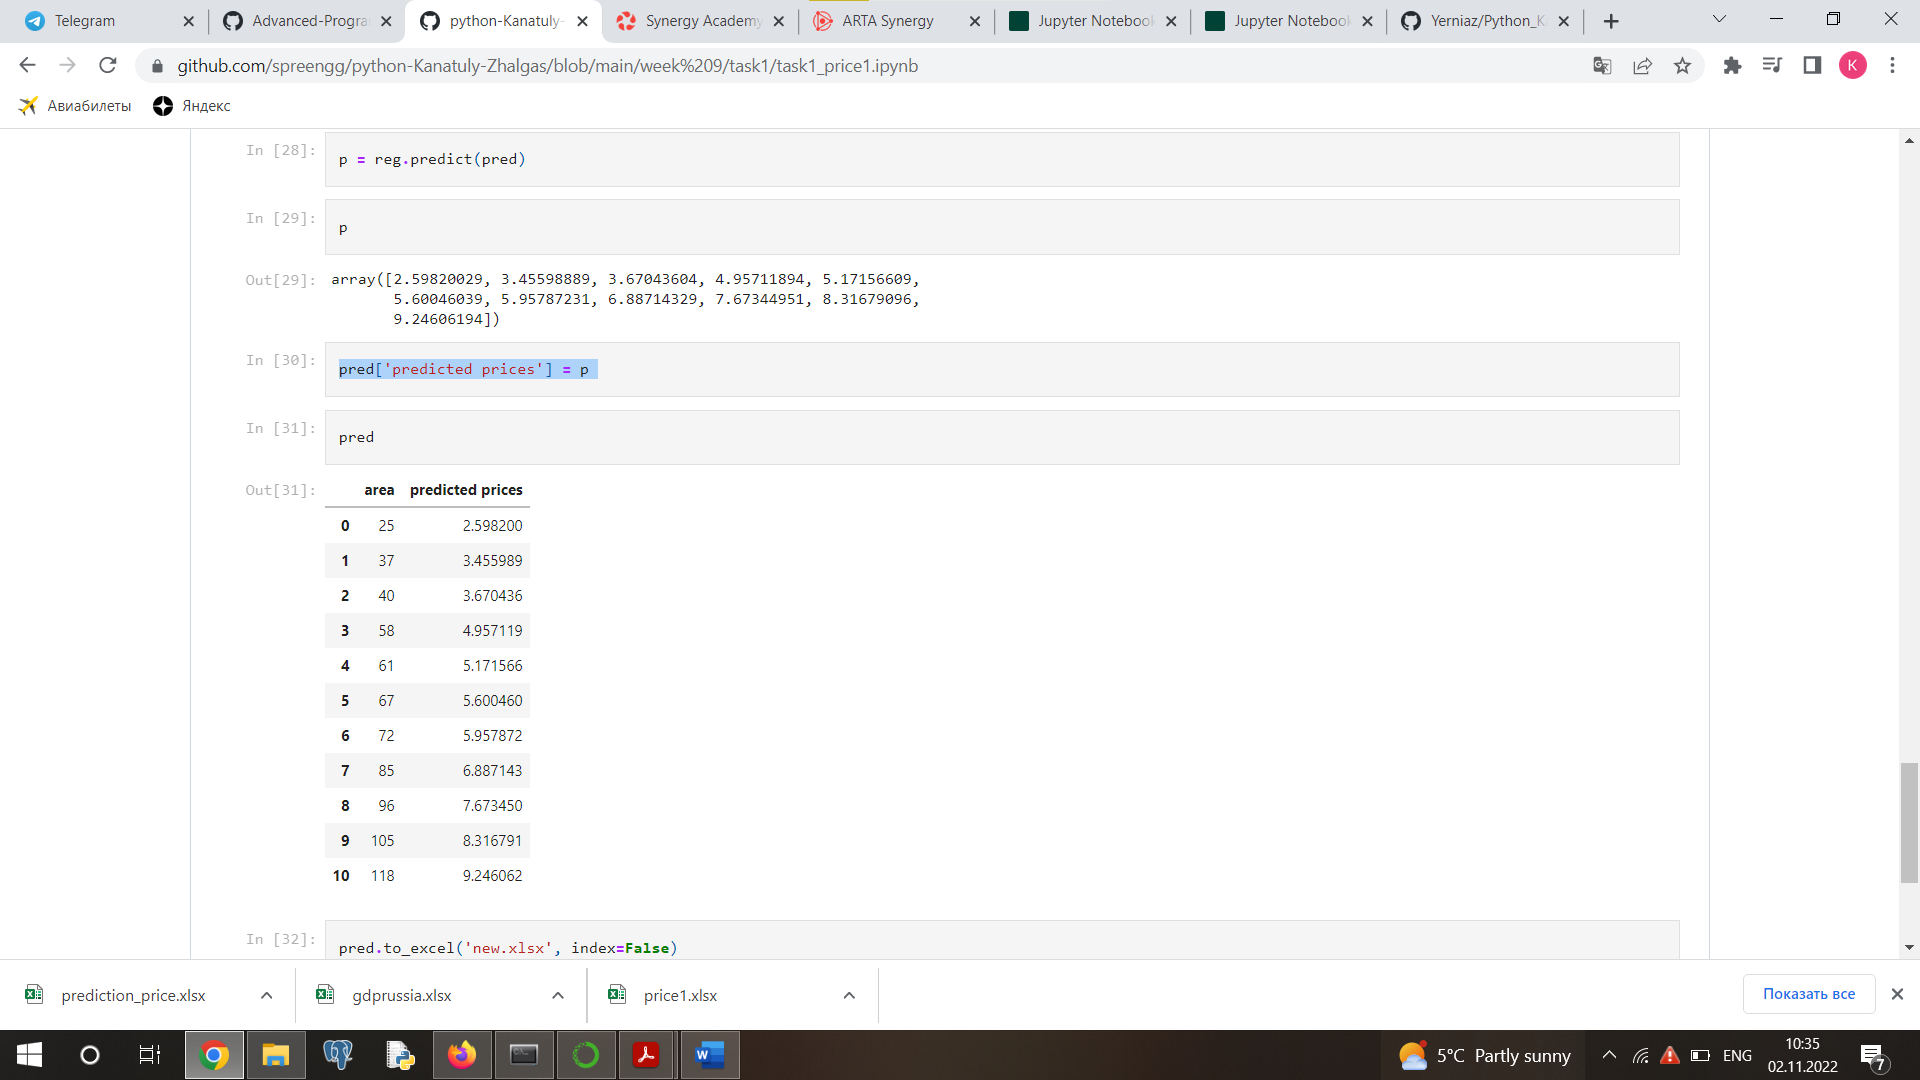 Telegram
Advanced-Progra
python-Kanatuly-
Synergy Academy
ARTA Synergy
Jupyter Notebook
Jupyter Notebook
Yerniaz/Python_K
github.com/spreengg/python-Kanatuly-Zhalgas/blob/main/week%209/task1/task1_price1.ipynb
K
Авиабилеты
Яндекс
In [28]: p = reg.predict(pred)
In [29]: p
Out[29]: array([2.59820029, 3.45598889, 3.67043604, 4.95711894, 5.17156609,
5.60046039, 5.95787231, 6.88714329, 7.67344951, 8.31679096,
9.24606194])
In [30]: pred['predicted prices'] = p
In [31]: pred
Out[31]: area predicted prices
0 25 2.598200
1 37 3.455989
2 40 3.670436
3 58 4.957119
4 61 5.171566
5 67 5.600460
6 72 5.957872
7 85 6.887143
8 96 7.673450
9 105 8.316791
10 118 9.246062
In [32]: pred.to_excel('new.xlsx', index=False)
prediction_price.xlsx
gdprussia.xlsx
price1.xlsx
Показать все
5°C Partly sunny
ENG
10:35
02.11.2022
7